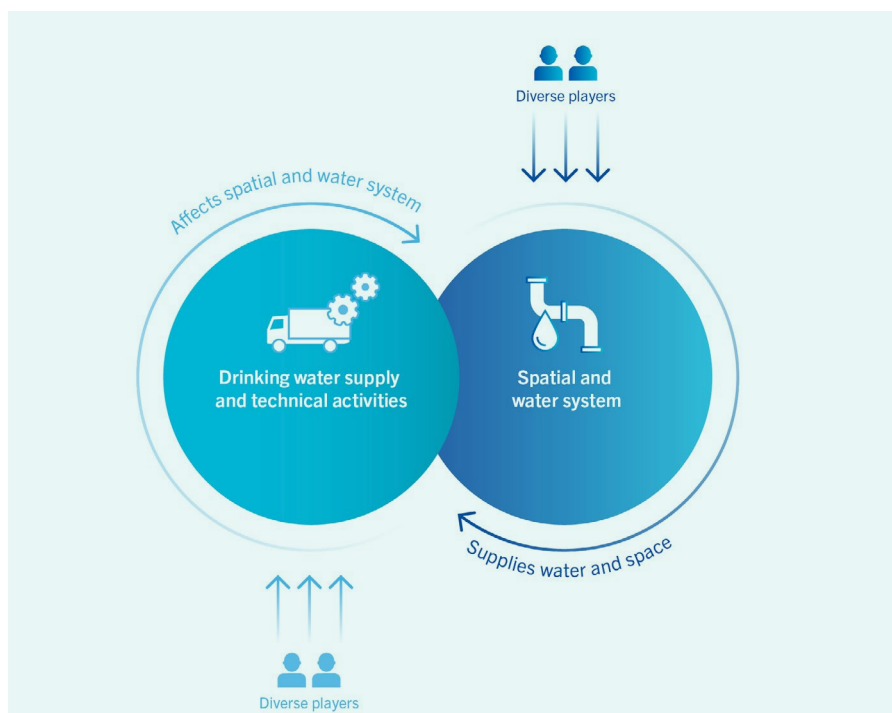 Diverse players
Affects spatial and water system
Drinking water supply
and technical activities
Spatial and
water system
Supplies water and space
Diverse players